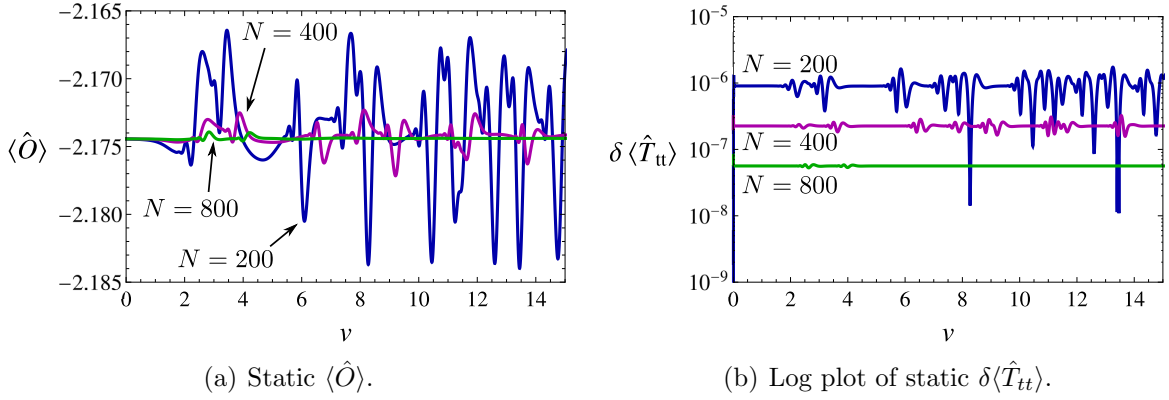 -2.165
-2.170
⟨Ô⟩
-2.175
-2.180
-2.185
N = 400
N = 800
N = 200
0 2 4 6 8 10 12 14
v
(a) Static ⟨Ô⟩.
10⁻⁵
10⁻⁶
δ⟨T̂tt⟩
10⁻⁷
10⁻⁸
10⁻⁹
N = 200
N = 400
N = 800
0 2 4 6 8 10 12 14
v
(b) Log plot of static δ⟨T̂tt⟩.